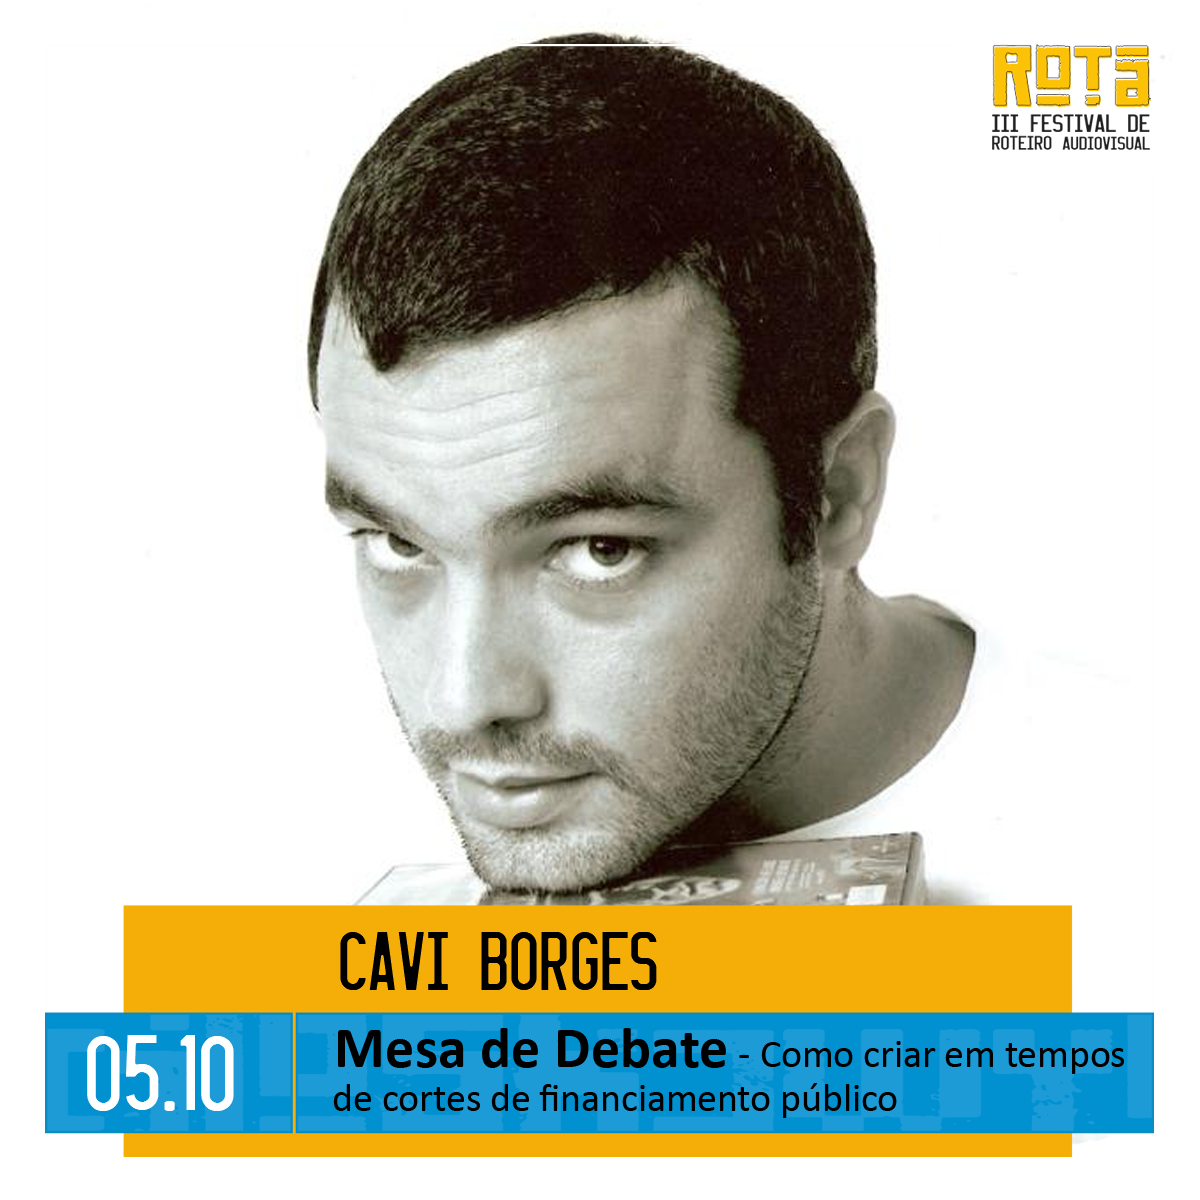 ROTA
III FESTIVAL DE
ROTEIRO AUDIOVISUAL
CAVI BORGES
05.10
Mesa de Debate - Como criar em tempos
de cortes de financiamento público